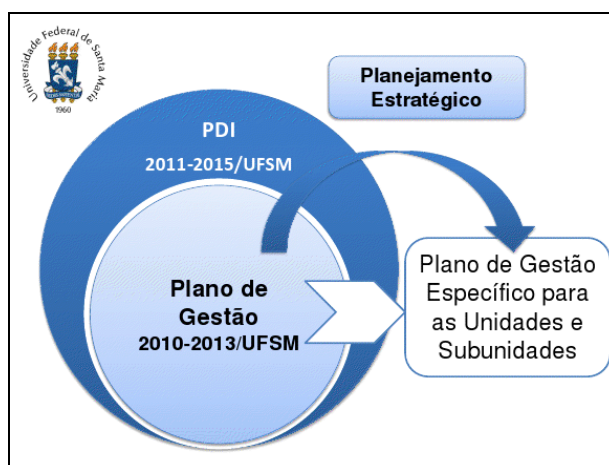 Universidade Federal de Santa Maria
1960
Planejamento
Estratégico
PDI
2011-2015/UFSM
Plano de
Gestão
2010-2013/UFSM
Plano de Gestão
Específico para
as Unidades e
Subunidades